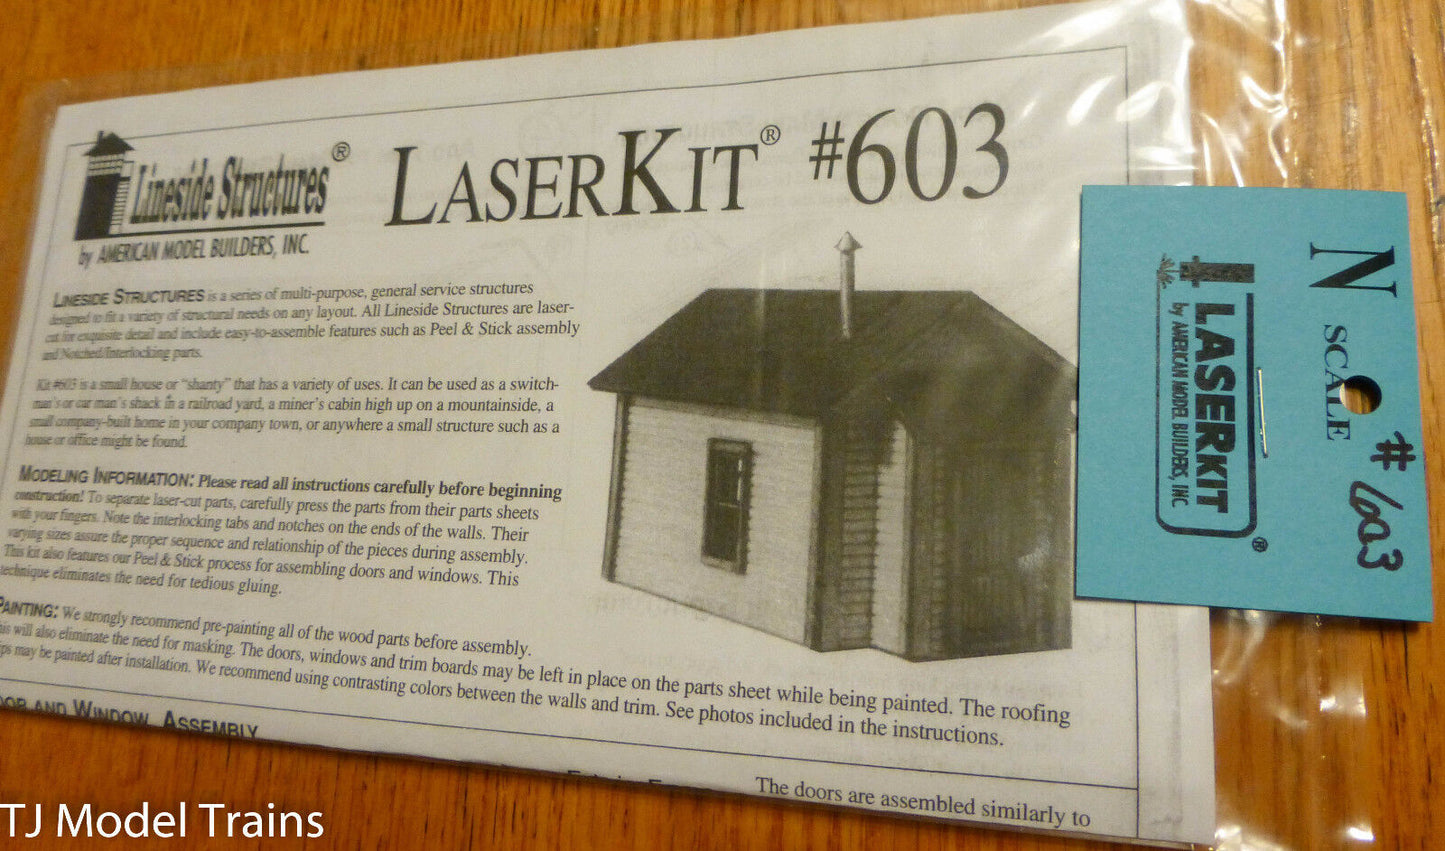 Lineside Structures®
by AMERICAN MODEL BUILDERS, INC.
LASERKIT® #603
LINESIDE STRUCTURES is a series of multi-purpose, general service structures
designed to fit a variety of structural needs on any layout. All Lineside Structures are laser-
cut for exquisite detail and include easy-to-assemble features such as Peel & Stick assembly
and Notched/Interlocking parts.
Kit #603 is a small house or "shanty" that has a variety of uses. It can be used as a switch-
man's or car man's shack in a railroad yard, a miner's cabin high up on a mountainside, a
small company-built home in your company town, or anywhere a small structure such as a
house or office might be found.
MODELING INFORMATION: Please read all instructions carefully before beginning
construction! To separate laser-cut parts, carefully press the parts from their parts sheets
with your fingers. Note the interlocking tabs and notches on the ends of the walls. Their
varying sizes assure the proper sequence and relationship of the pieces during assembly.
This kit also features our Peel & Stick process for assembling doors and windows. This
technique eliminates the need for tedious gluing.
PAINTING: We strongly recommend pre-painting all of the wood parts before assembly.
his will also eliminate the need for masking. The doors, windows and trim boards may be left in place on the parts sheet while being painted. The roofing
ps may be painted after installation. We recommend using contrasting colors between the walls and trim. See photos included in the instructions.
OOR AND WINDOW ASSEMBLY
The doors are assembled similarly to
N
SCALE
#603
LASERKIT®
by AMERICAN MODEL BUILDERS, INC.
TJ Model Trains